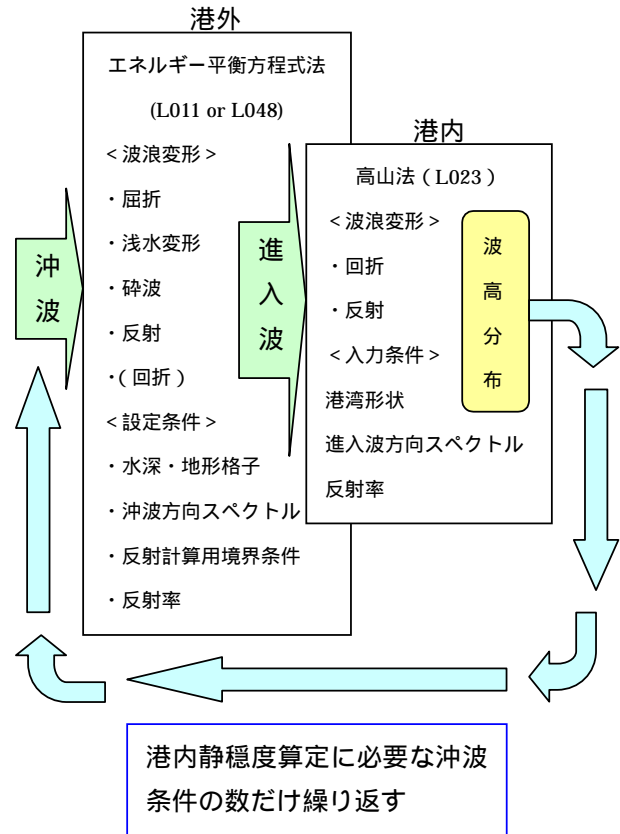 港外
エネルギー平衡方程式法
(L011 or L048)
<波浪変形>
・屈折
・浅水変形
・砕波
・反射
・(回折)
<設定条件>
・水深・地形格子
・沖波方向スペクトル
・反射計算用境界条件
・反射率
沖
波
進
入
波
港内
高山法(L023)
<波浪変形>
・回折
・反射
<入力条件>
港湾形状
進入波方向スペクトル
反射率
波
高
分
布
港内静穏度算定に必要な沖波
条件の数だけ繰り返す